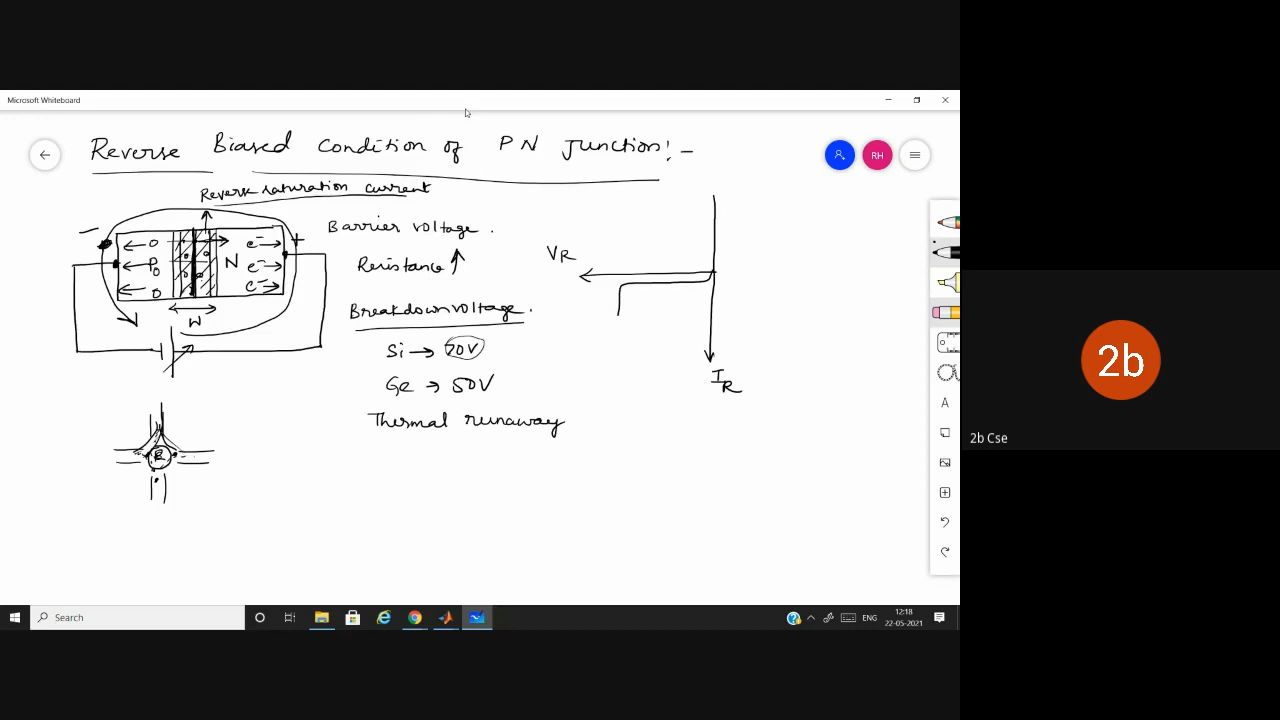 Microsoft Whiteboard
Reverse Biased Condition of PN Junction:-
Reverse saturation current
Barrier voltage.
Resistance ↑
Breakdown voltage.
Si → 70V
Ge → 50V
Thermal runaway
− +
← o e⁻ →
← P o N e⁻ →
← o e⁻ →
W
R
VR
IR
RH
A
2b
2b Cse
Search
ENG
12:18
22-05-2021